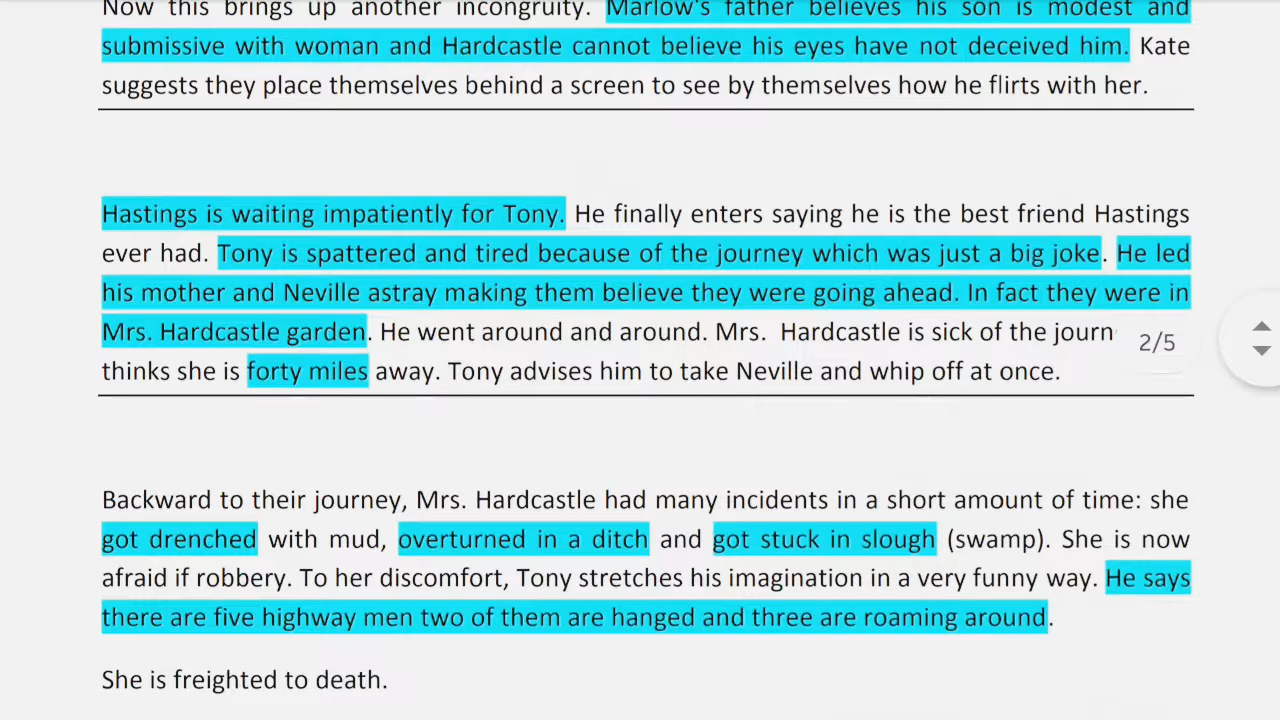 Now this brings up another incongruity. Marlow's father believes his son is modest and
submissive with woman and Hardcastle cannot believe his eyes have not deceived him. Kate
suggests they place themselves behind a screen to see by themselves how he flirts with her.
Hastings is waiting impatiently for Tony. He finally enters saying he is the best friend Hastings
ever had. Tony is spattered and tired because of the journey which was just a big joke. He led
his mother and Neville astray making them believe they were going ahead. In fact they were in
Mrs. Hardcastle garden. He went around and around. Mrs. Hardcastle is sick of the journ
2/5
thinks she is forty miles away. Tony advises him to take Neville and whip off at once.
Backward to their journey, Mrs. Hardcastle had many incidents in a short amount of time: she
got drenched with mud, overturned in a ditch and got stuck in slough (swamp). She is now
afraid if robbery. To her discomfort, Tony stretches his imagination in a very funny way. He says
there are five highway men two of them are hanged and three are roaming around.
She is freighted to death.